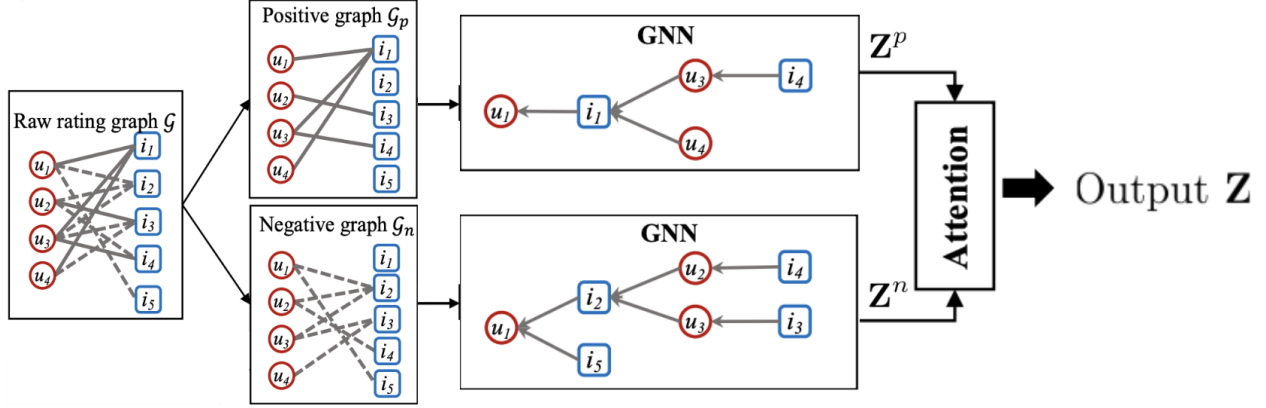 Raw rating graph 𝒢
u₁
u₂
u₃
u₄
i₁
i₂
i₃
i₄
i₅
Positive graph 𝒢ₚ
u₁
u₂
u₃
u₄
i₁
i₂
i₃
i₄
i₅
Negative graph 𝒢ₙ
u₁
u₂
u₃
u₄
i₁
i₂
i₃
i₄
i₅
GNN
u₁
i₁
u₃
u₄
i₄
GNN
u₁
i₂
i₅
u₂
u₃
i₄
i₃
Zᵖ
Zⁿ
Attention
Output Z